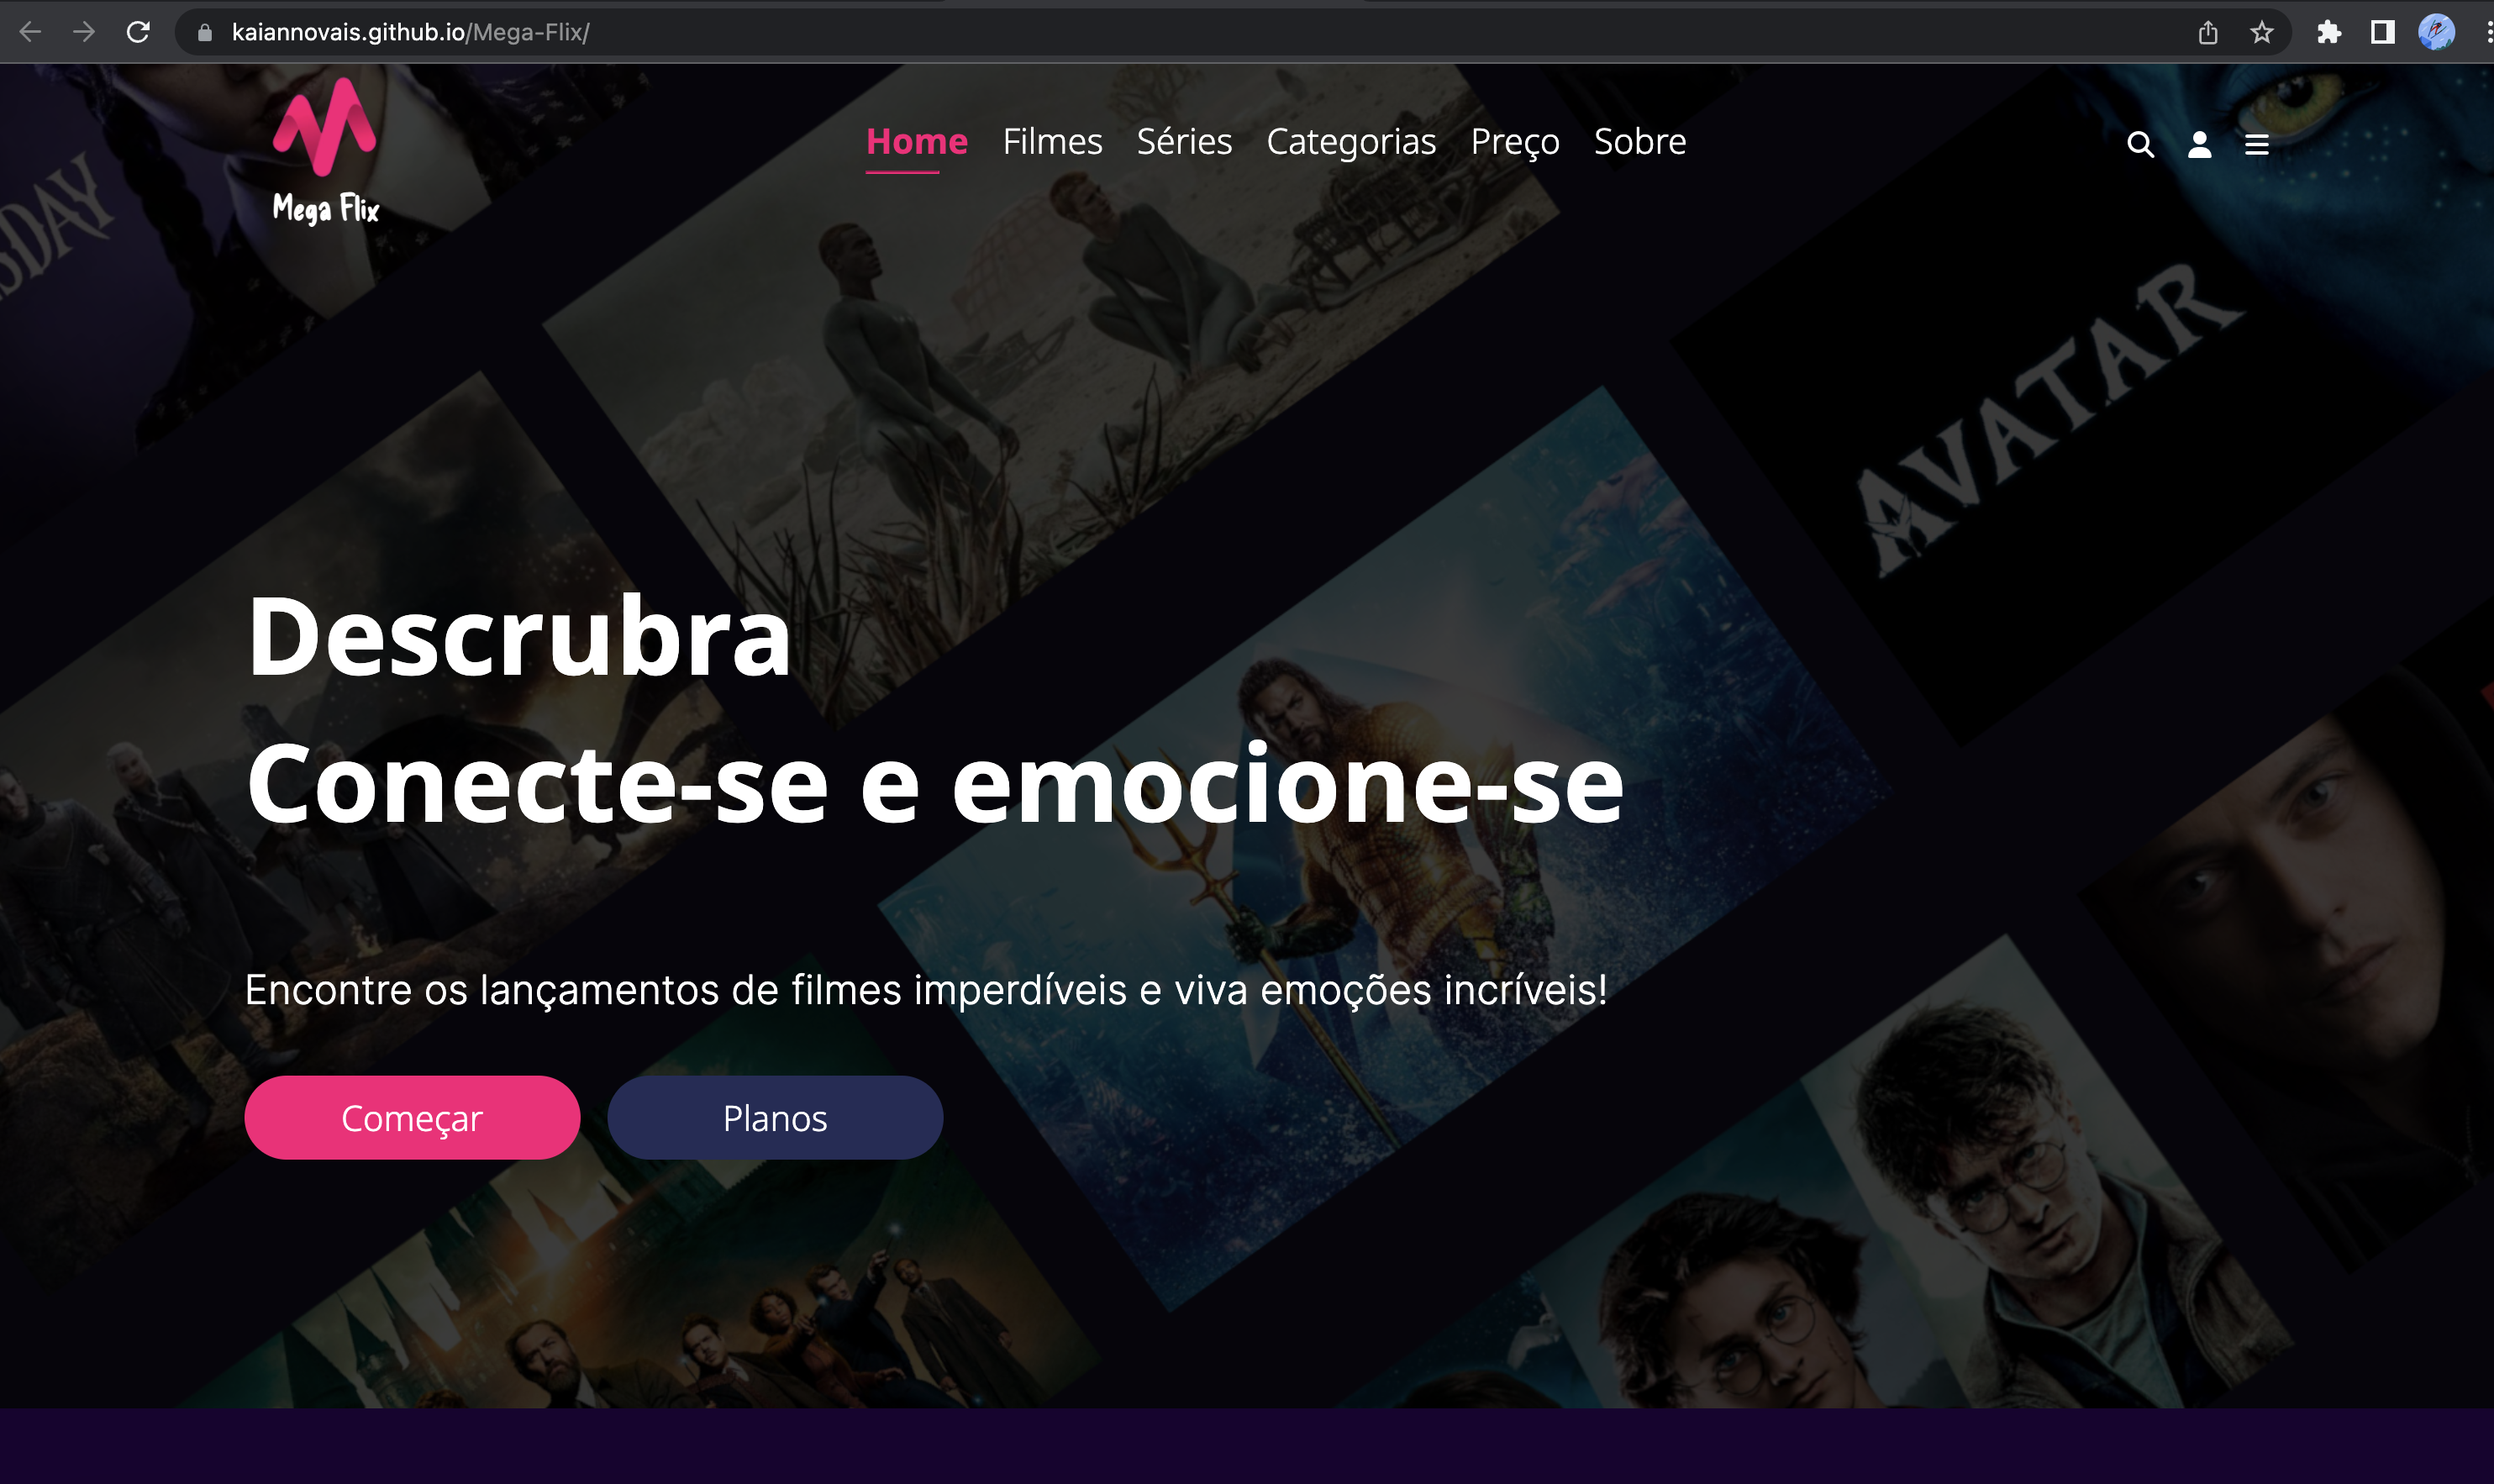 kaiannovais.github.io/Mega-Flix/
Mega Flix
Home Filmes Séries Categorias Preço Sobre
SDAY
AVATAR
Descrubra
Conecte-se e emocione-se
Encontre os lançamentos de filmes imperdíveis e viva emoções incríveis!
Começar Planos